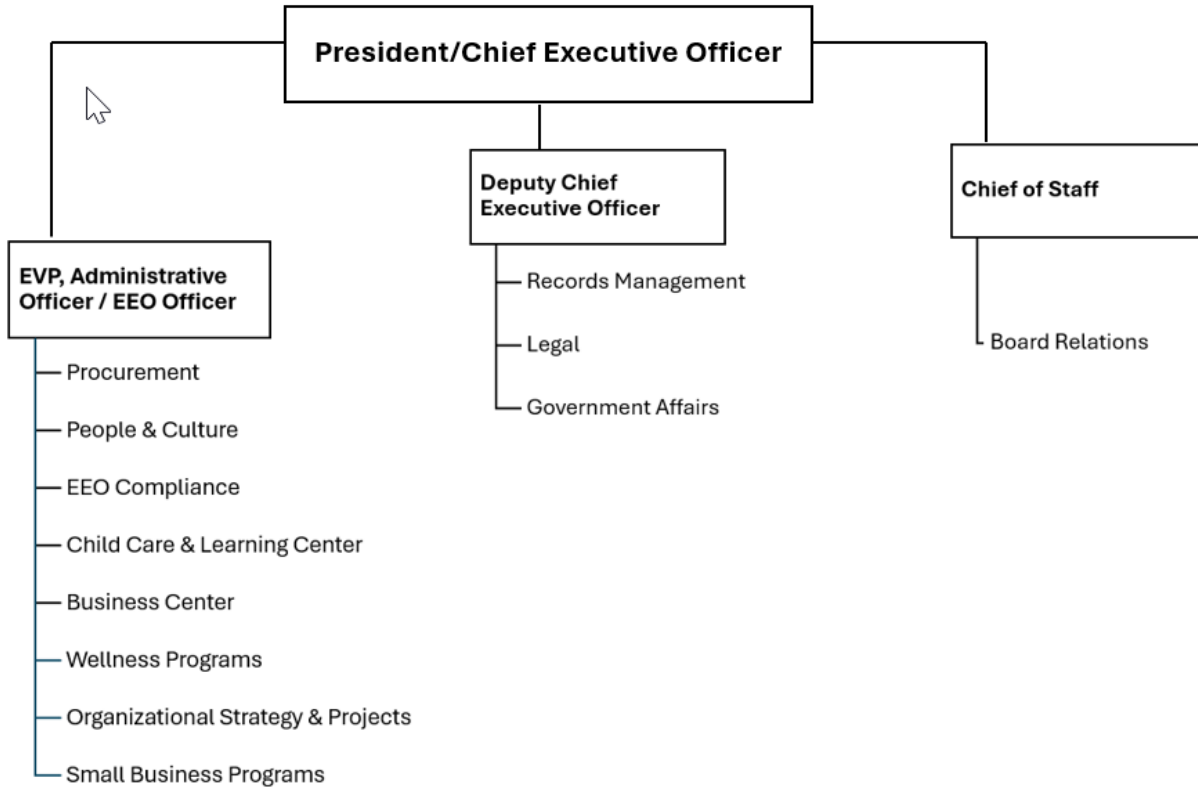 President/Chief Executive Officer
Deputy Chief
Executive Officer
Chief of Staff
EVP, Administrative
Officer / EEO Officer
Records Management
Legal
Government Affairs
Board Relations
Procurement
People & Culture
EEO Compliance
Child Care & Learning Center
Business Center
Wellness Programs
Organizational Strategy & Projects
Small Business Programs